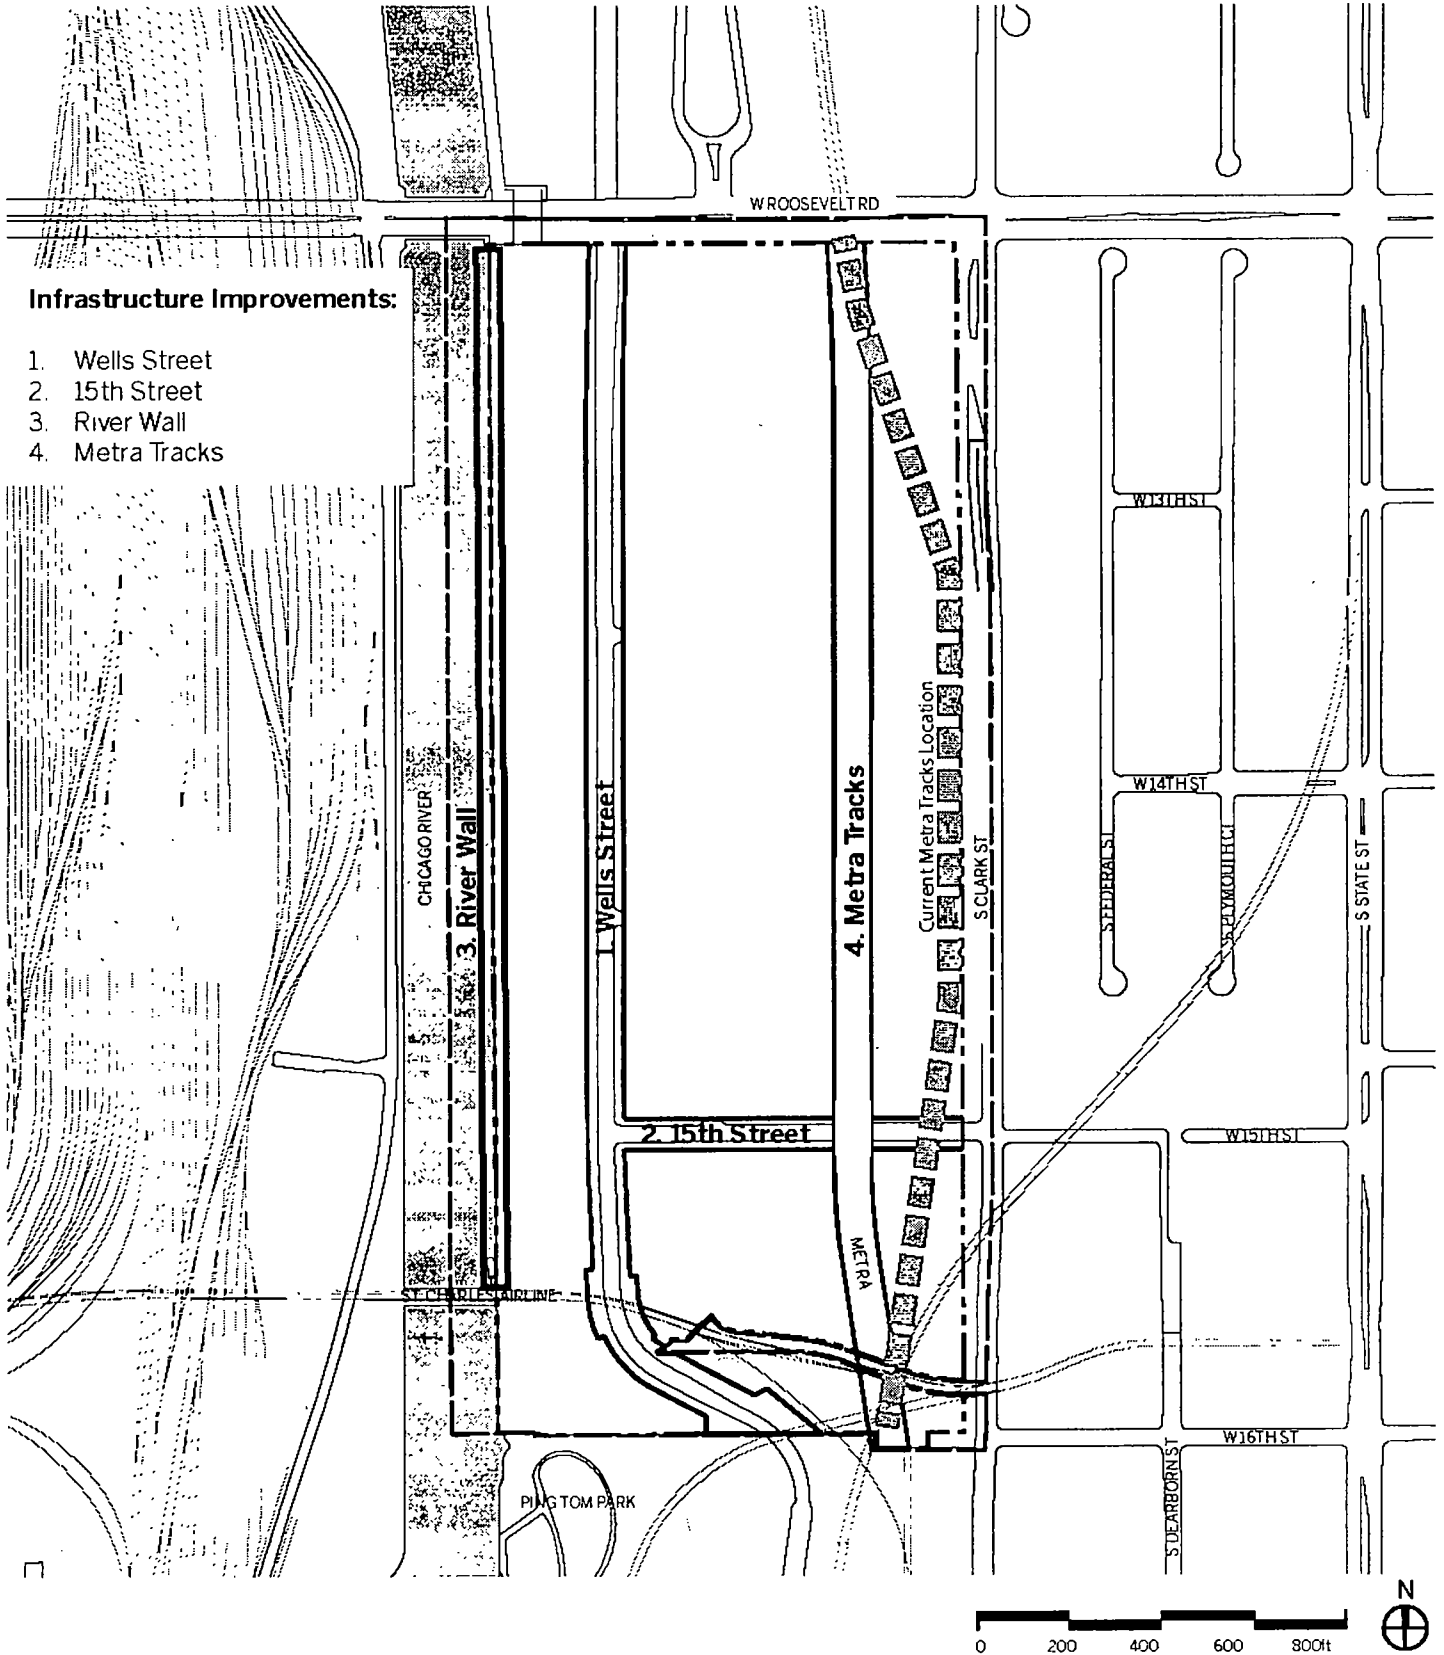 W ROOSEVELT RD
Infrastructure Improvements:
1. Wells Street
2. 15th Street
3. River Wall
4. Metra Tracks
W 13TH ST
W 14TH ST
CHICAGO RIVER
3. River Wall
1. Wells Street
4. Metra Tracks
Current Metra Tracks Location
S CLARK ST
S FEDERAL ST
S PLYMOUTH CT
S STATE ST
2. 15th Street
W 15TH ST
METRA
ST CHARLES AIRLINE
W 16TH ST
PING TOM PARK
S DEARBORN ST
N
0 200 400 600 800ft